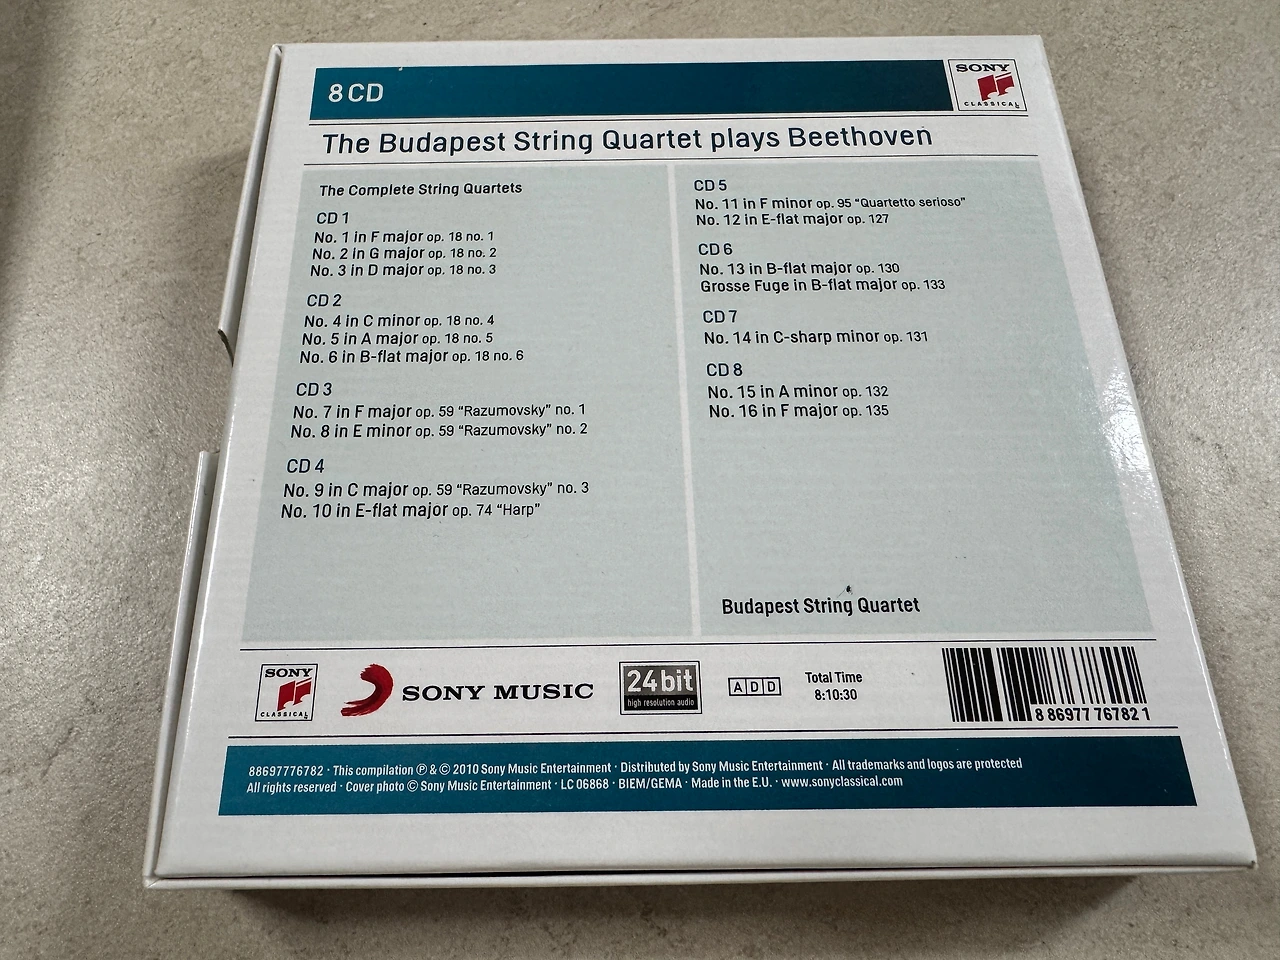 8 CD
SONY
CLASSICAL
The Budapest String Quartet plays Beethoven
The Complete String Quartets
CD 1
No. 1 in F major op. 18 no. 1
No. 2 in G major op. 18 no. 2
No. 3 in D major op. 18 no. 3
CD 2
No. 4 in C minor op. 18 no. 4
No. 5 in A major op. 18 no. 5
No. 6 in B-flat major op. 18 no. 6
CD 3
No. 7 in F major op. 59 “Razumovsky” no. 1
No. 8 in E minor op. 59 “Razumovsky” no. 2
CD 4
No. 9 in C major op. 59 “Razumovsky” no. 3
No. 10 in E-flat major op. 74 “Harp”
CD 5
No. 11 in F minor op. 95 “Quartetto serioso”
No. 12 in E-flat major op. 127
CD 6
No. 13 in B-flat major op. 130
Grosse Fuge in B-flat major op. 133
CD 7
No. 14 in C-sharp minor op. 131
CD 8
No. 15 in A minor op. 132
No. 16 in F major op. 135
Budapest String Quartet
SONY
CLASSICAL
SONY MUSIC
24 bit
high resolution audio
A D D
Total Time
8:10:30
8 86977 76782 1
88697776782 · This compilation ℗ & © 2010 Sony Music Entertainment · Distributed by Sony Music Entertainment · All trademarks and logos are protected
All rights reserved · Cover photo © Sony Music Entertainment · LC 06868 · BIEM/GEMA · Made in the E.U. · www.sonyclassical.com